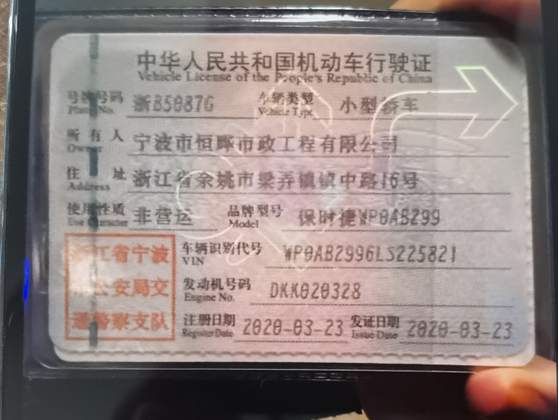 中华人民共和国机动车行驶证
Vehicle License of the People's Republic of China
号牌号码 浙B5087G 车辆类型 小型轿车
Plate No. Vehicle Type
所有人 宁波市恒晖市政工程有限公司
Owner
住址 浙江省余姚市梁弄镇镇中路16号
Address
使用性质 非营运 品牌型号 保时捷WP0AB299
Use Character Model
浙江省宁波
市公安局交
通警察支队
车辆识别代号 WP0AB2996LS225821
VIN
发动机号码 DKK020328
Engine No.
注册日期 2020-03-23 发证日期 2020-03-23
Register Date Issue Date